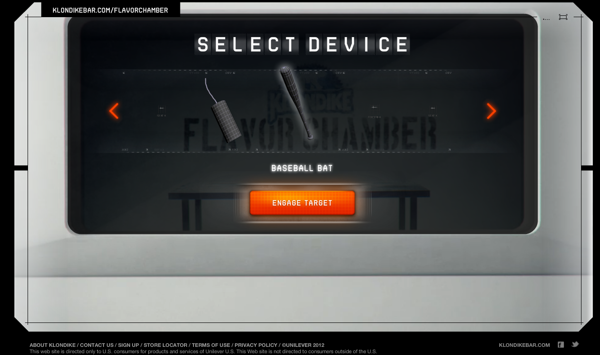 KLONDIKEBAR.COM/FLAVORCHAMBER
SELECT DEVICE
KLONDIKE
FLAVOR CHAMBER
BASEBALL BAT
ENGAGE TARGET
ABOUT KLONDIKE / CONTACT US / SIGN UP / STORE LOCATOR / TERMS OF USE / PRIVACY POLICY / ©UNILEVER 2012
KLONDIKEBAR.COM
This web site is directed only to U.S. consumers for products and services of Unilever U.S. This Web site is not directed to consumers outside of the U.S.